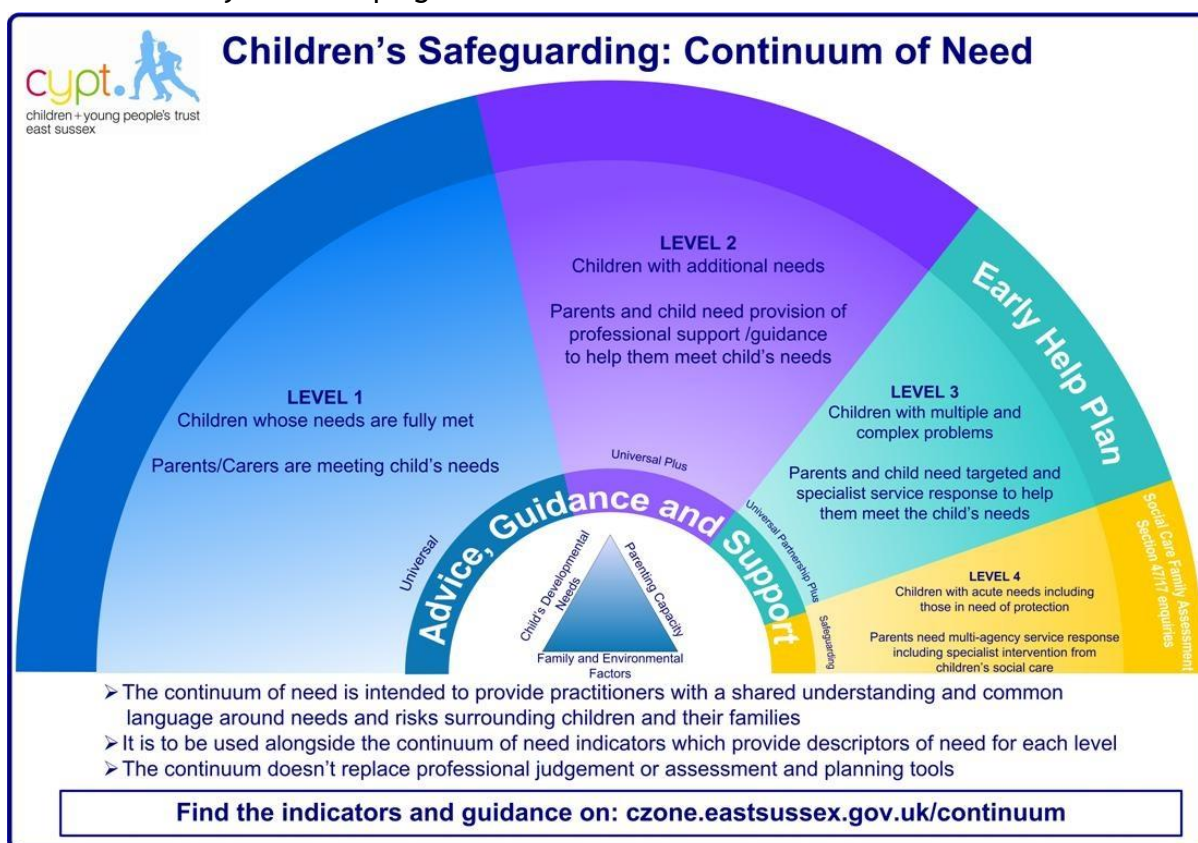 Children's Safeguarding: Continuum of Need
cypt.
children+young people's trust
east sussex
LEVEL 1
Children whose needs are fully met
Parents/Carers are meeting child's needs
LEVEL 2
Children with additional needs
Parents and child need provision of
professional support /guidance
to help them meet child's needs
LEVEL 3
Children with multiple and
complex problems
Parents and child need targeted and
specialist service response to help
them meet the child's needs
Early Help Plan
LEVEL 4
Children with acute needs including
those in need of protection
Parents need multi-agency service response
including specialist intervention from
children's social care
Social Care Family Assessment
Section 47/17 enquiries
Universal
Universal Plus
Universal Partnership Plus
Safeguarding
Advice, Guidance and Support
Child's Developmental
Needs
Parenting Capacity
Family and Environmental
Factors
➢ The continuum of need is intended to provide practitioners with a shared understanding and common
language around needs and risks surrounding children and their families
➢ It is to be used alongside the continuum of need indicators which provide descriptors of need for each level
➢ The continuum doesn't replace professional judgement or assessment and planning tools
Find the indicators and guidance on: czone.eastsussex.gov.uk/continuum